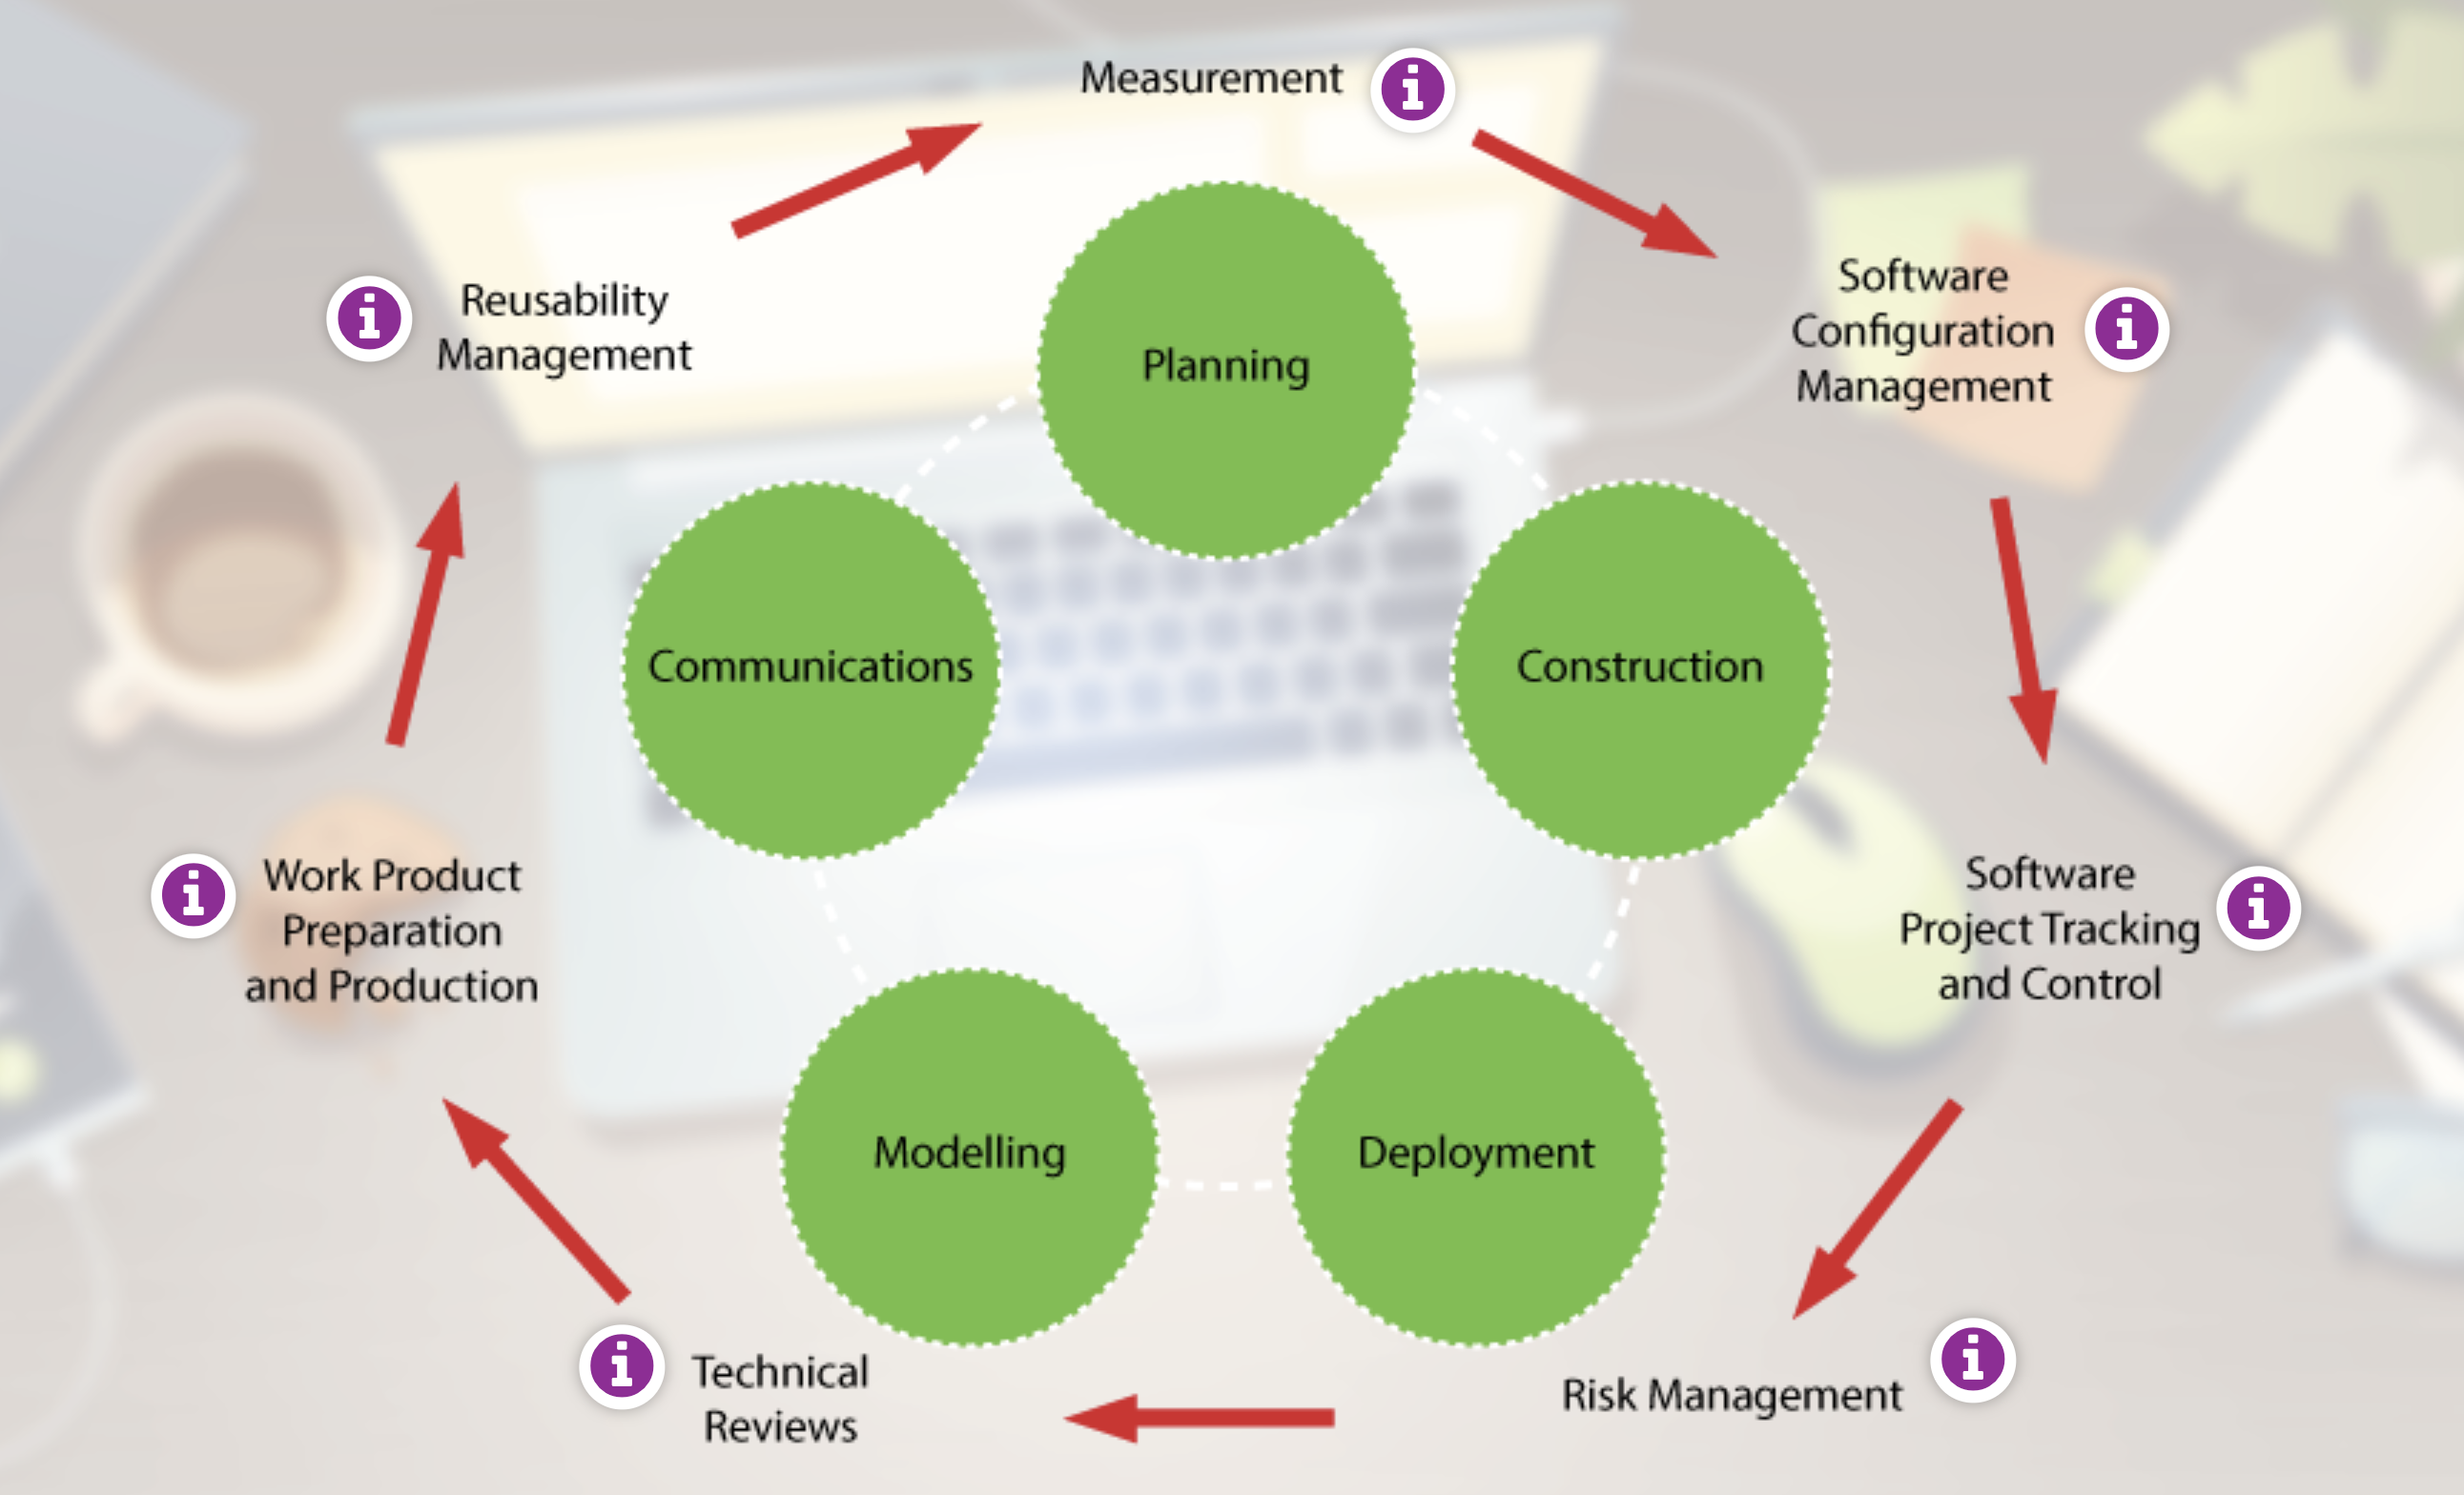 Measurement
Software
Configuration
Management
Reusability
Management
Planning
Communications
Construction
Work Product
Preparation
and Production
Software
Project Tracking
and Control
Modelling
Deployment
Technical
Reviews
Risk Management